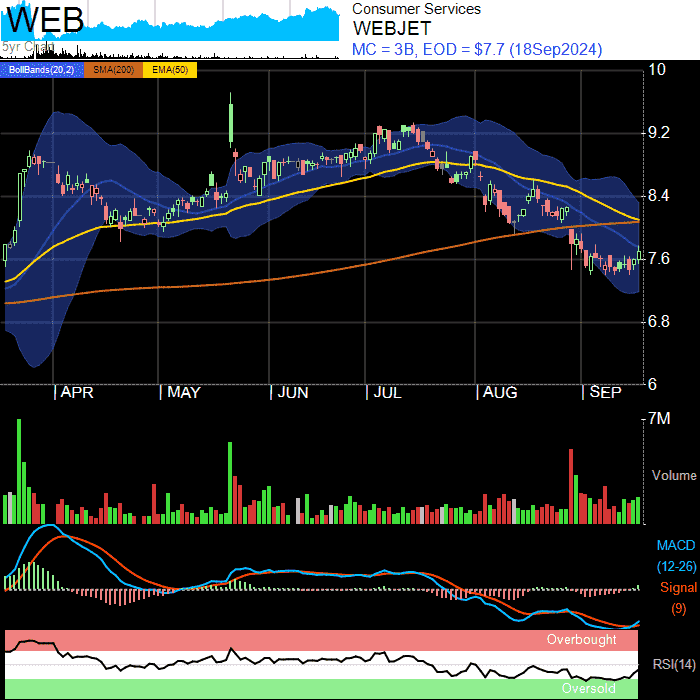 WEB
5yr Chart
Consumer Services
WEBJET
MC = 3B, EOD = $7.7 (18Sep2024)
BollBands(20,2) SMA(200) EMA(50)
10
9.2
8.4
7.6
6.8
6
APR MAY JUN JUL AUG SEP
7M
Volume
MACD
(12-26)
Signal
(9)
Overbought
RSI(14)
Oversold